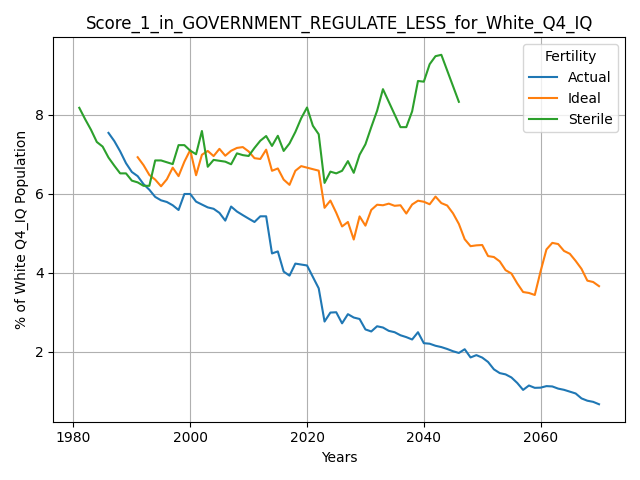 Score_1_in_GOVERNMENT_REGULATE_LESS_for_White_Q4_IQ
Fertility
Actual
Ideal
Sterile
% of White Q4_IQ Population
8
6
4
2
1980
2000
2020
2040
2060
Years